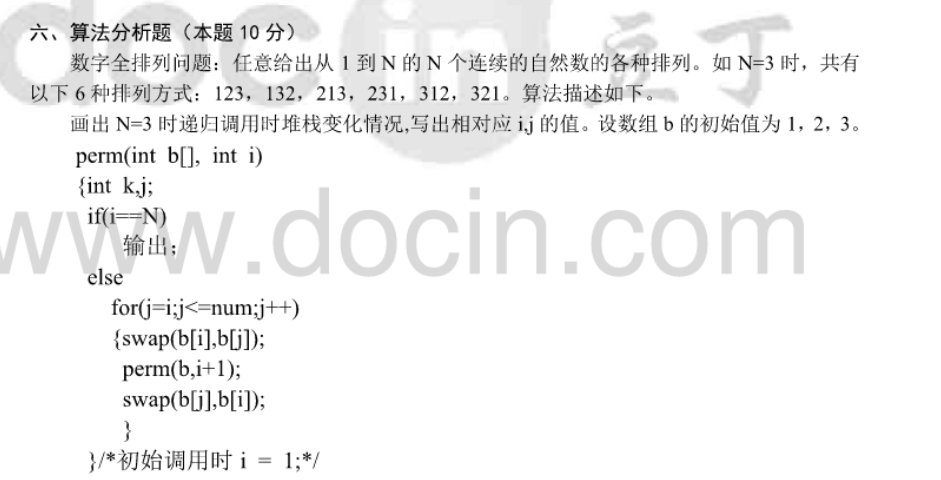 六、算法分析题（本题 10 分）
数字全排列问题：任意给出从 1 到 N 的 N 个连续的自然数的各种排列。如 N=3 时，共有
以下 6 种排列方式：123，132，213，231，312，321。算法描述如下。
画出 N=3 时递归调用时堆栈变化情况,写出相对应 i,j 的值。设数组 b 的初始值为 1，2，3。
perm(int b[], int i)
{int k,j;
if(i==N)
输出；
else
for(j=i;j<=num;j++)
{swap(b[i],b[j]);
perm(b,i+1);
swap(b[j],b[i]);
}
}/*初始调用时 i = 1;*/
docin 豆丁
www.docin.com